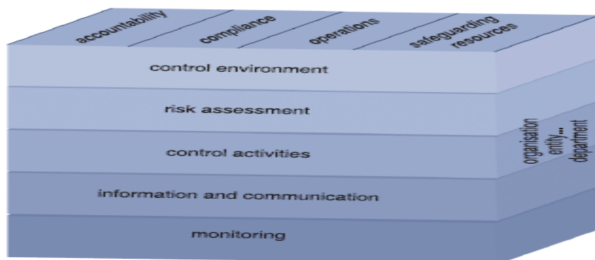 accountability
compliance
operations
safeguarding
resources
control environment
risk assessment
control activities
information and communication
monitoring
organisation
entity...
department